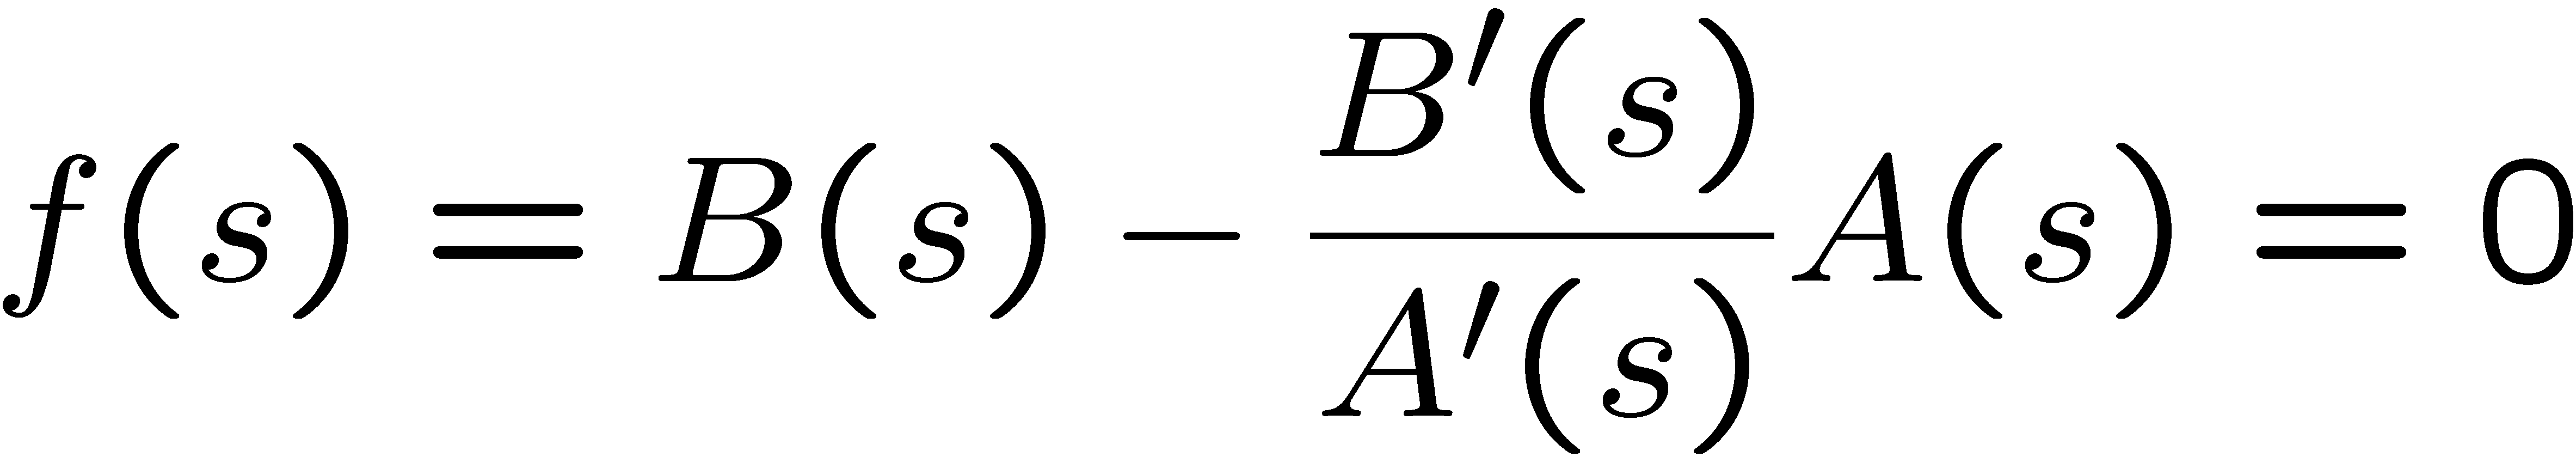 f(s) = B(s) − B′(s)/A′(s) A(s) = 0